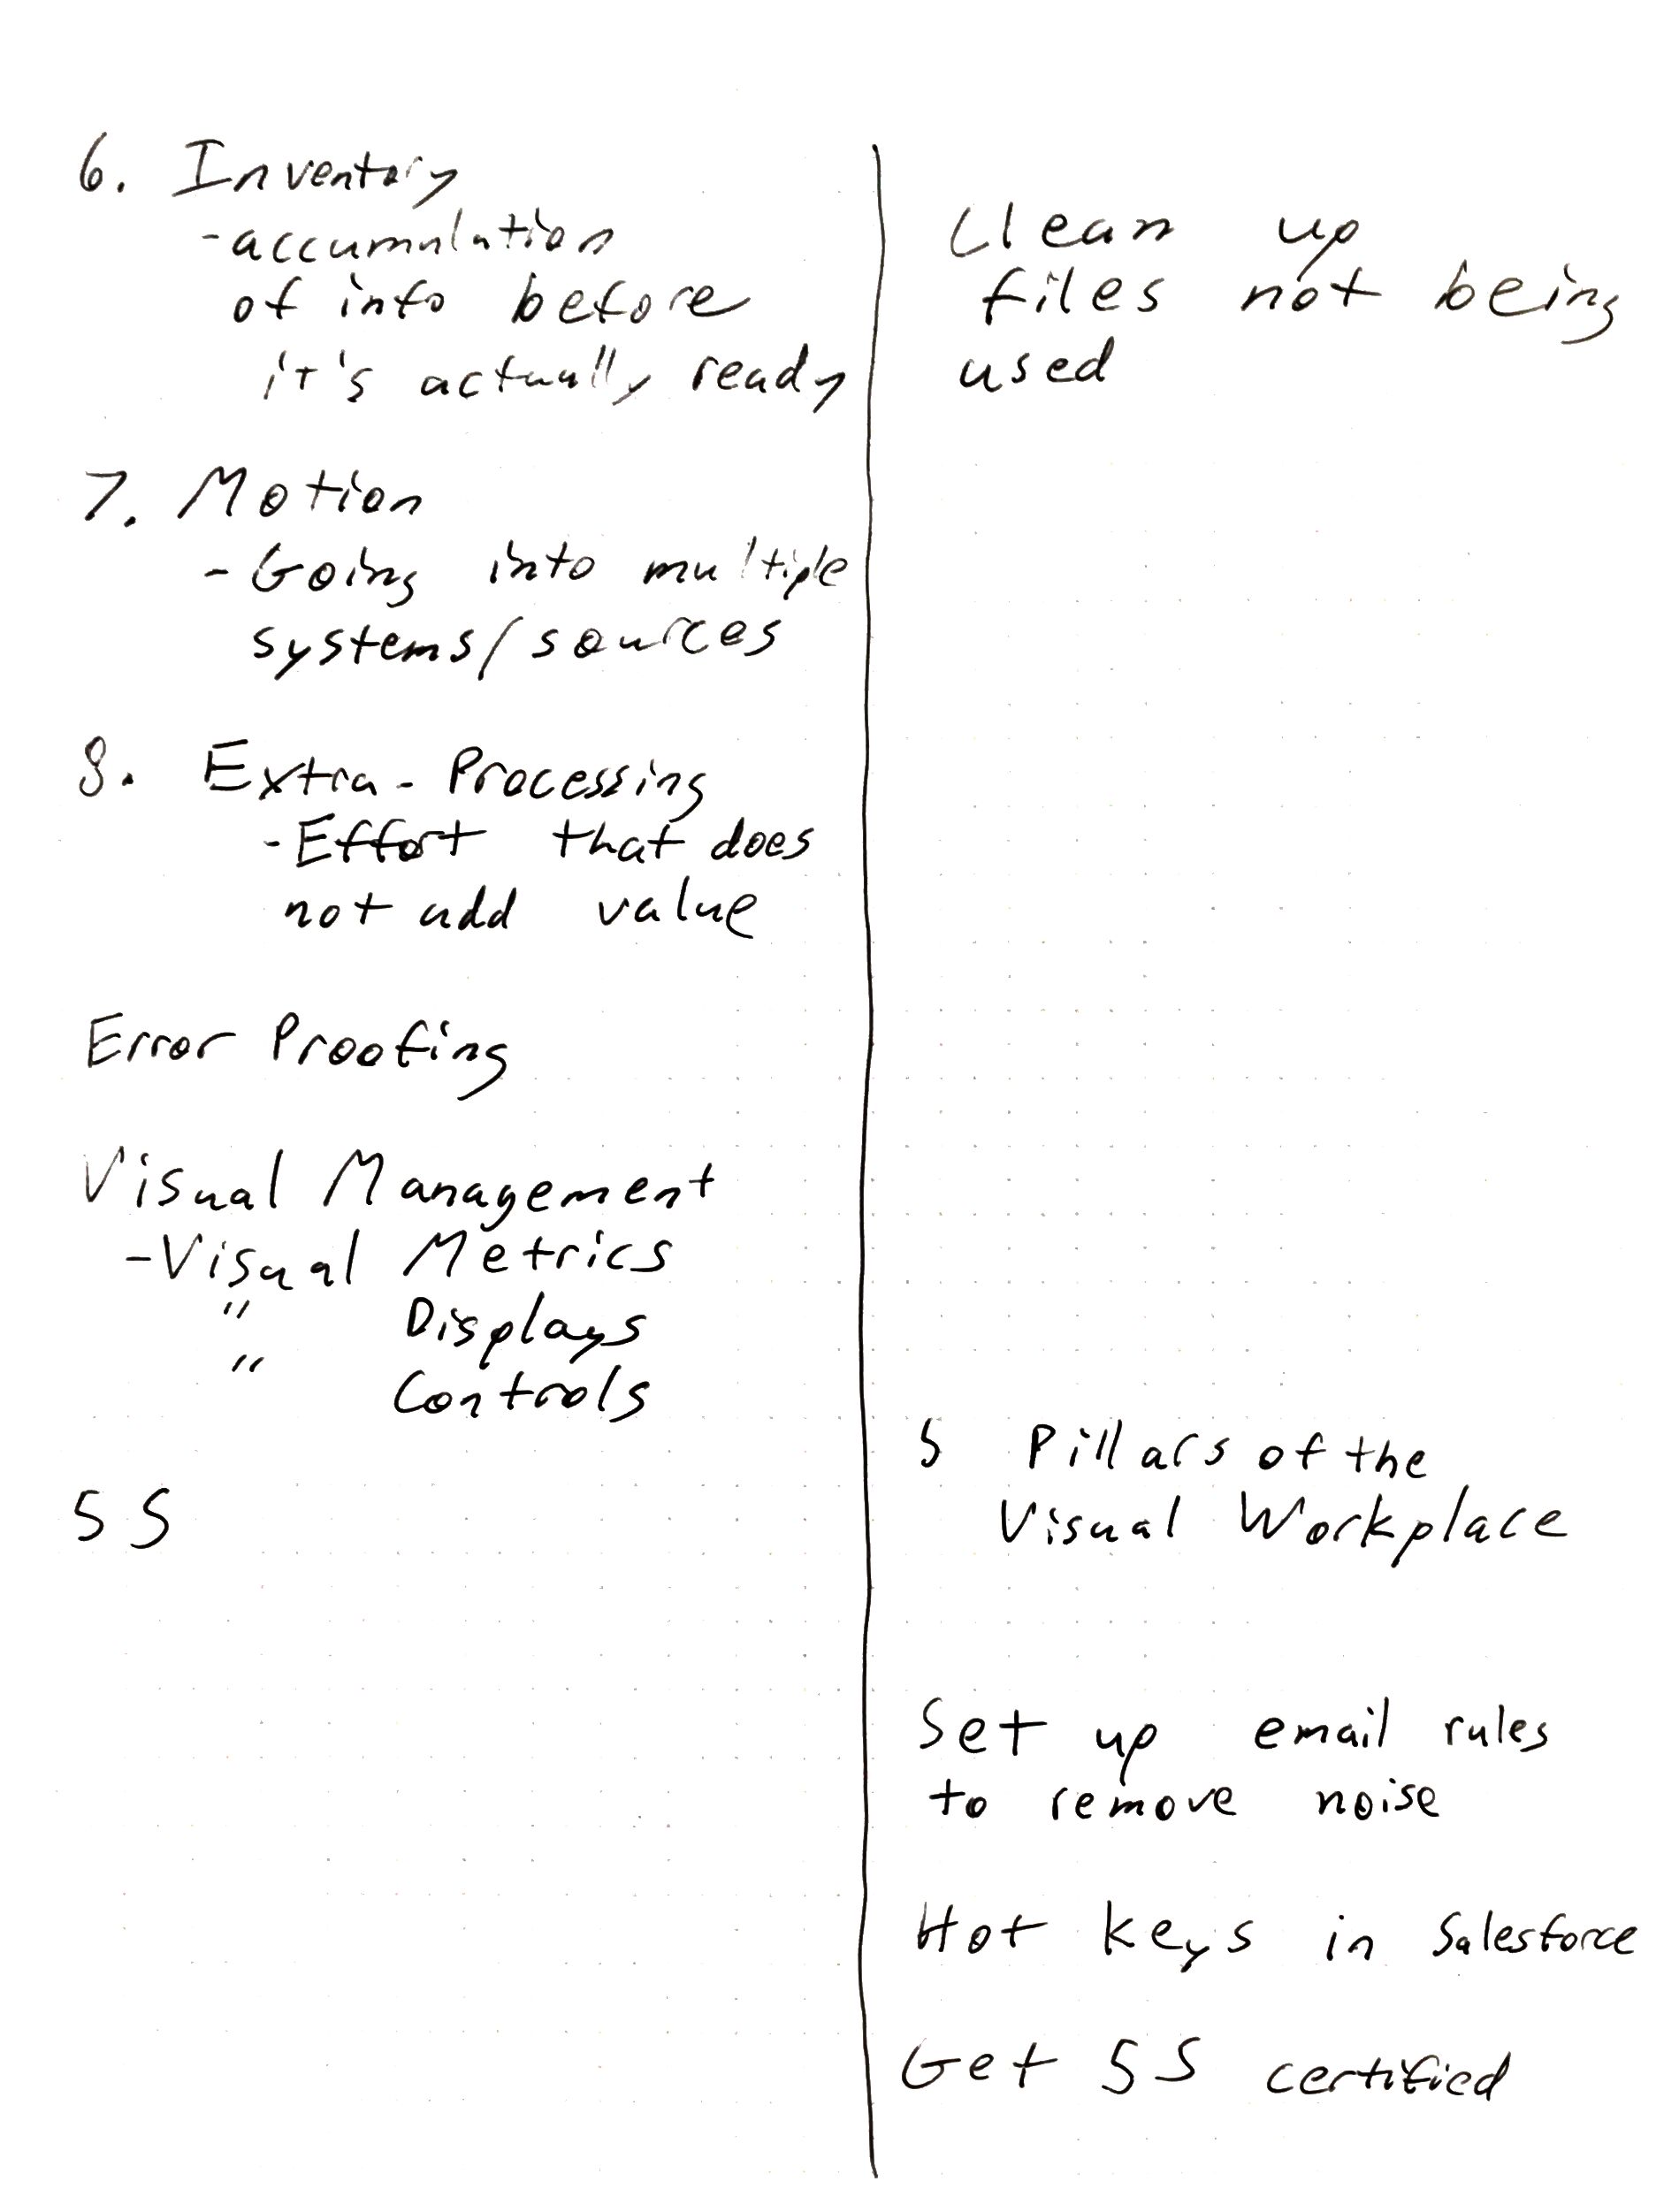 6. Inventory
-accumulation
of info before
it's actually ready
7. Motion
- Going into multiple
systems/sources
8. Extra-Processing
-Effort that does
not add value
Error Proofing
Visual Management
-Visual Metrics
" Displays
" Controls
5S
Clean up
files not being
used
5 Pillars of the
Visual Workplace
Set up email rules
to remove noise
Hot keys in Salesforce
Get 5S certified